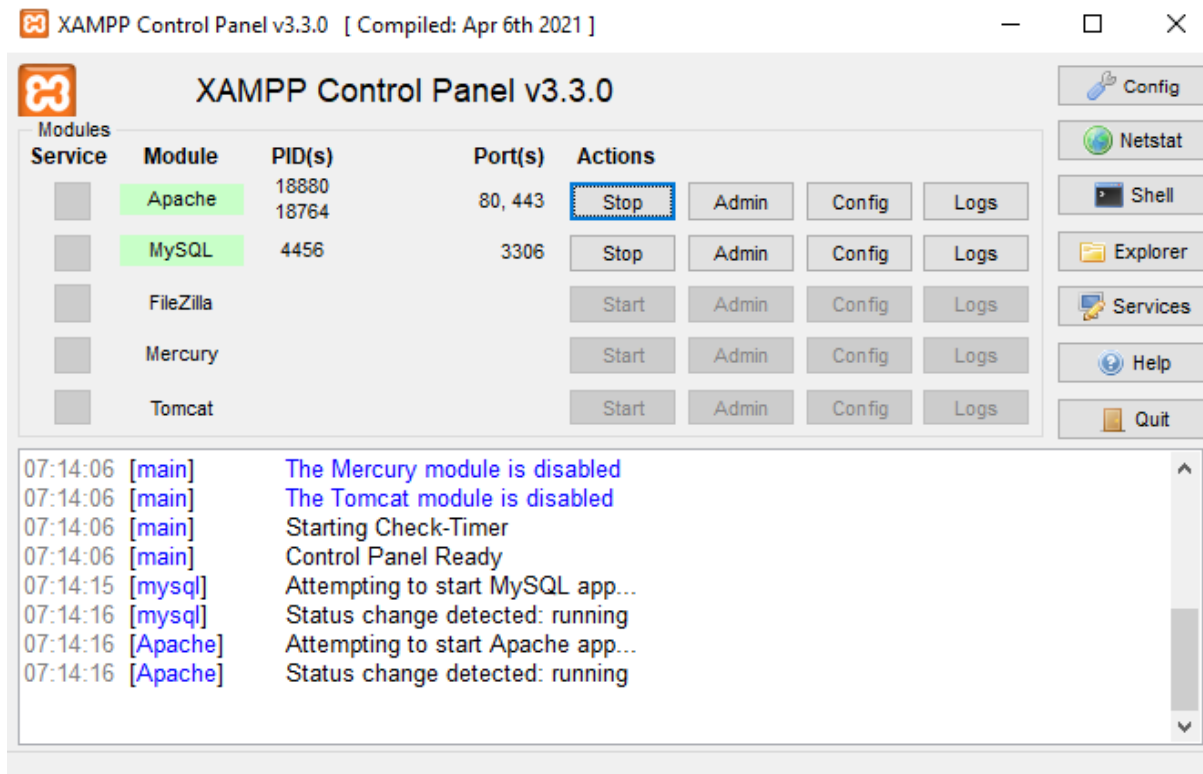 XAMPP Control Panel v3.3.0 [ Compiled: Apr 6th 2021 ]
XAMPP Control Panel v3.3.0
Config
Modules
Service Module PID(s) Port(s) Actions
Netstat
Apache 18880 18764 80, 443 Stop Admin Config Logs
Shell
MySQL 4456 3306 Stop Admin Config Logs
Explorer
FileZilla Start Admin Config Logs
Services
Mercury Start Admin Config Logs
Help
Tomcat Start Admin Config Logs
Quit
07:14:06 [main] The Mercury module is disabled
07:14:06 [main] The Tomcat module is disabled
07:14:06 [main] Starting Check-Timer
07:14:06 [main] Control Panel Ready
07:14:15 [mysql] Attempting to start MySQL app...
07:14:16 [mysql] Status change detected: running
07:14:16 [Apache] Attempting to start Apache app...
07:14:16 [Apache] Status change detected: running